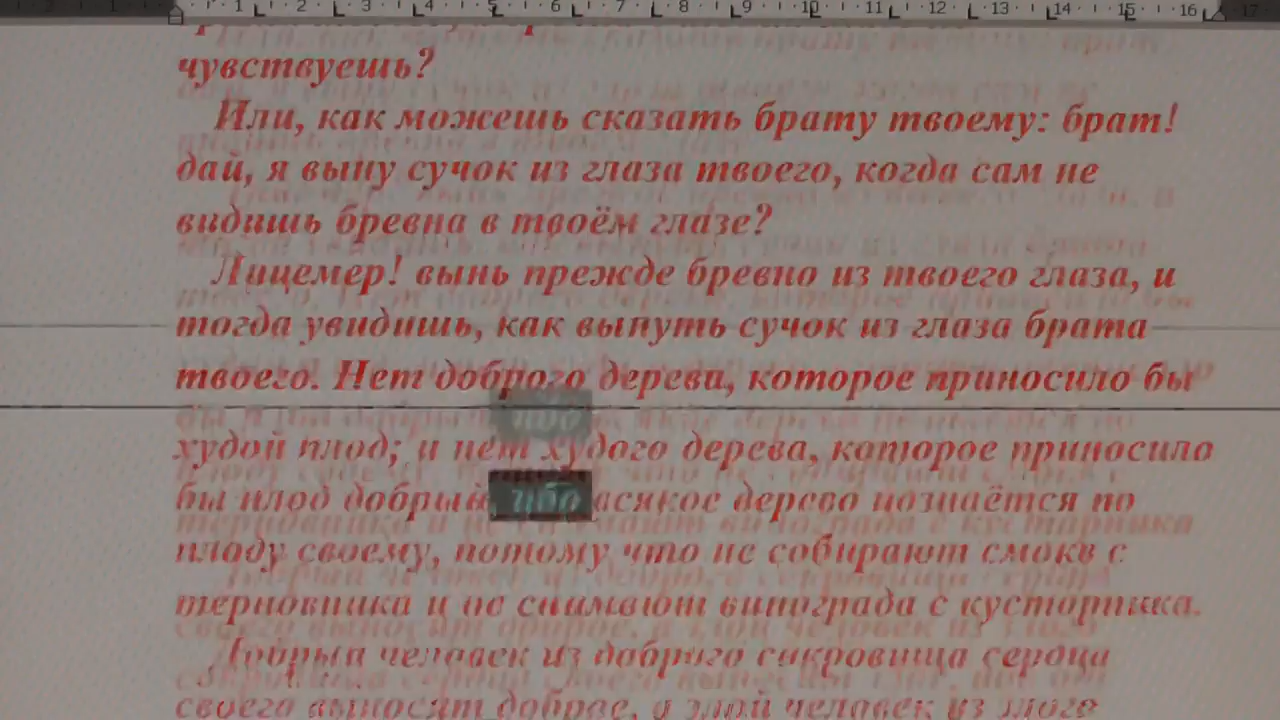 чувствуешь?
Или, как можешь сказать брату твоему: брат!
дай, я выну сучок из глаза твоего, когда сам не
видишь бревна в твоём глазе?
Лицемер! вынь прежде бревно из твоего глаза, и
тогда увидишь, как вынуть сучок из глаза брата
твоего. Нет доброго дерева, которое приносило бы
худой плод; и нет худого дерева, которое приносило
бы плод добрый, ибо всякое дерево познаётся по
плоду своему, потому что не собирают смокв с
терновника и не снимают винограда с кустарника.
Добрый человек из доброго сокровища сердца
своего выносит доброе, а злой человек из злого